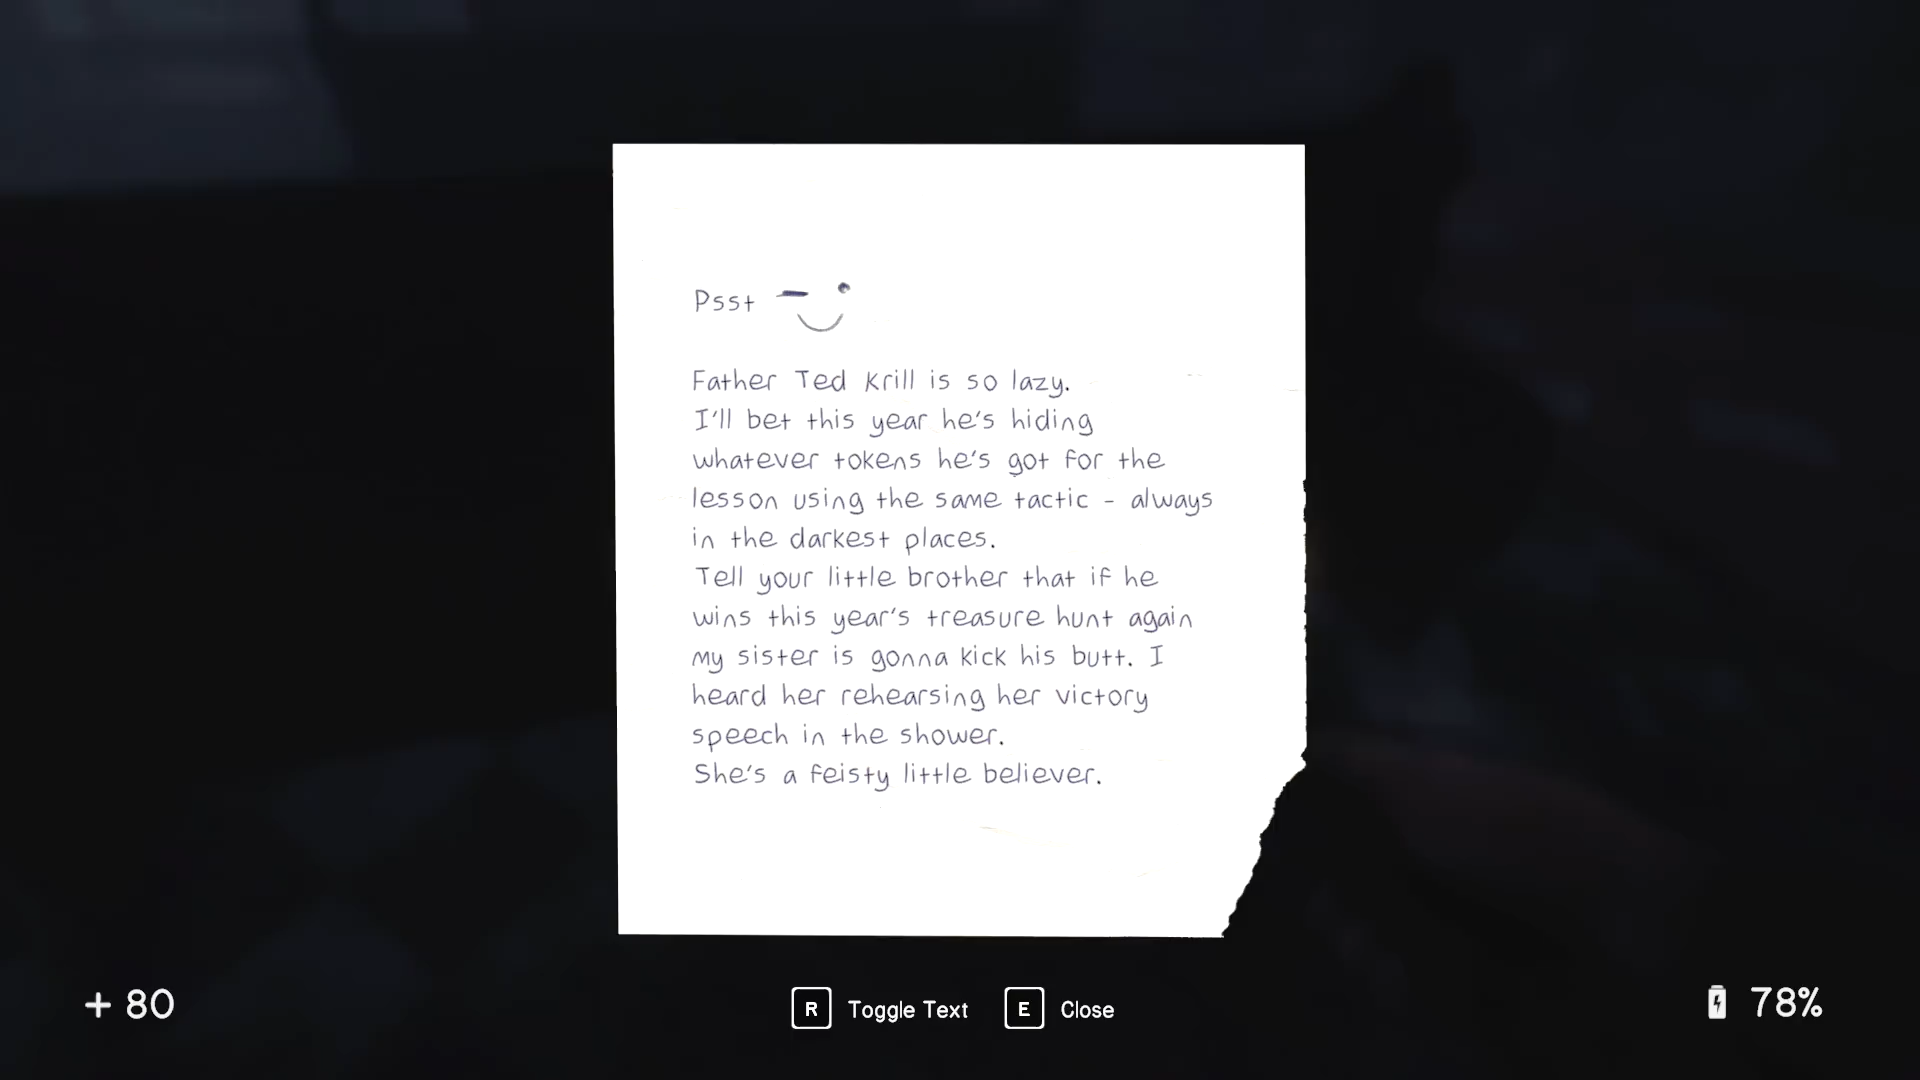 Psst
Father Ted Krill is so lazy.
I'll bet this year he's hiding
whatever tokens he's got for the
lesson using the same tactic - always
in the darkest places.
Tell your little brother that if he
wins this year's treasure hunt again
my sister is gonna kick his butt. I
heard her rehearsing her victory
speech in the shower.
She's a feisty little believer.
+ 80
R Toggle Text E Close
78%